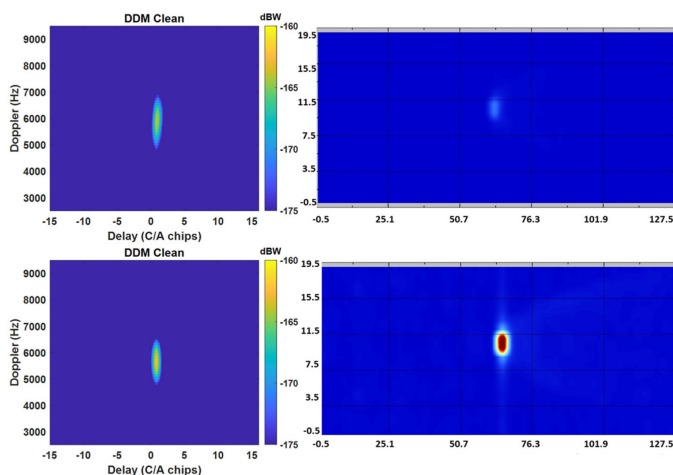 DDM Clean
dBW
9000
8000
7000
6000
5000
4000
3000
Doppler (Hz)
-15 -10 -5 0 5 10 15
Delay (C/A chips)
-160
-165
-170
-175
19.5
15.5
11.5
7.5
3.5
-0.5
-0.5 25.1 50.7 76.3 101.9 127.5
DDM Clean
dBW
9000
8000
7000
6000
5000
4000
3000
Doppler (Hz)
-15 -10 -5 0 5 10 15
Delay (C/A chips)
-160
-165
-170
-175
19.5
15.5
11.5
7.5
3.5
-0.5
-0.5 25.1 50.7 76.3 101.9 127.5